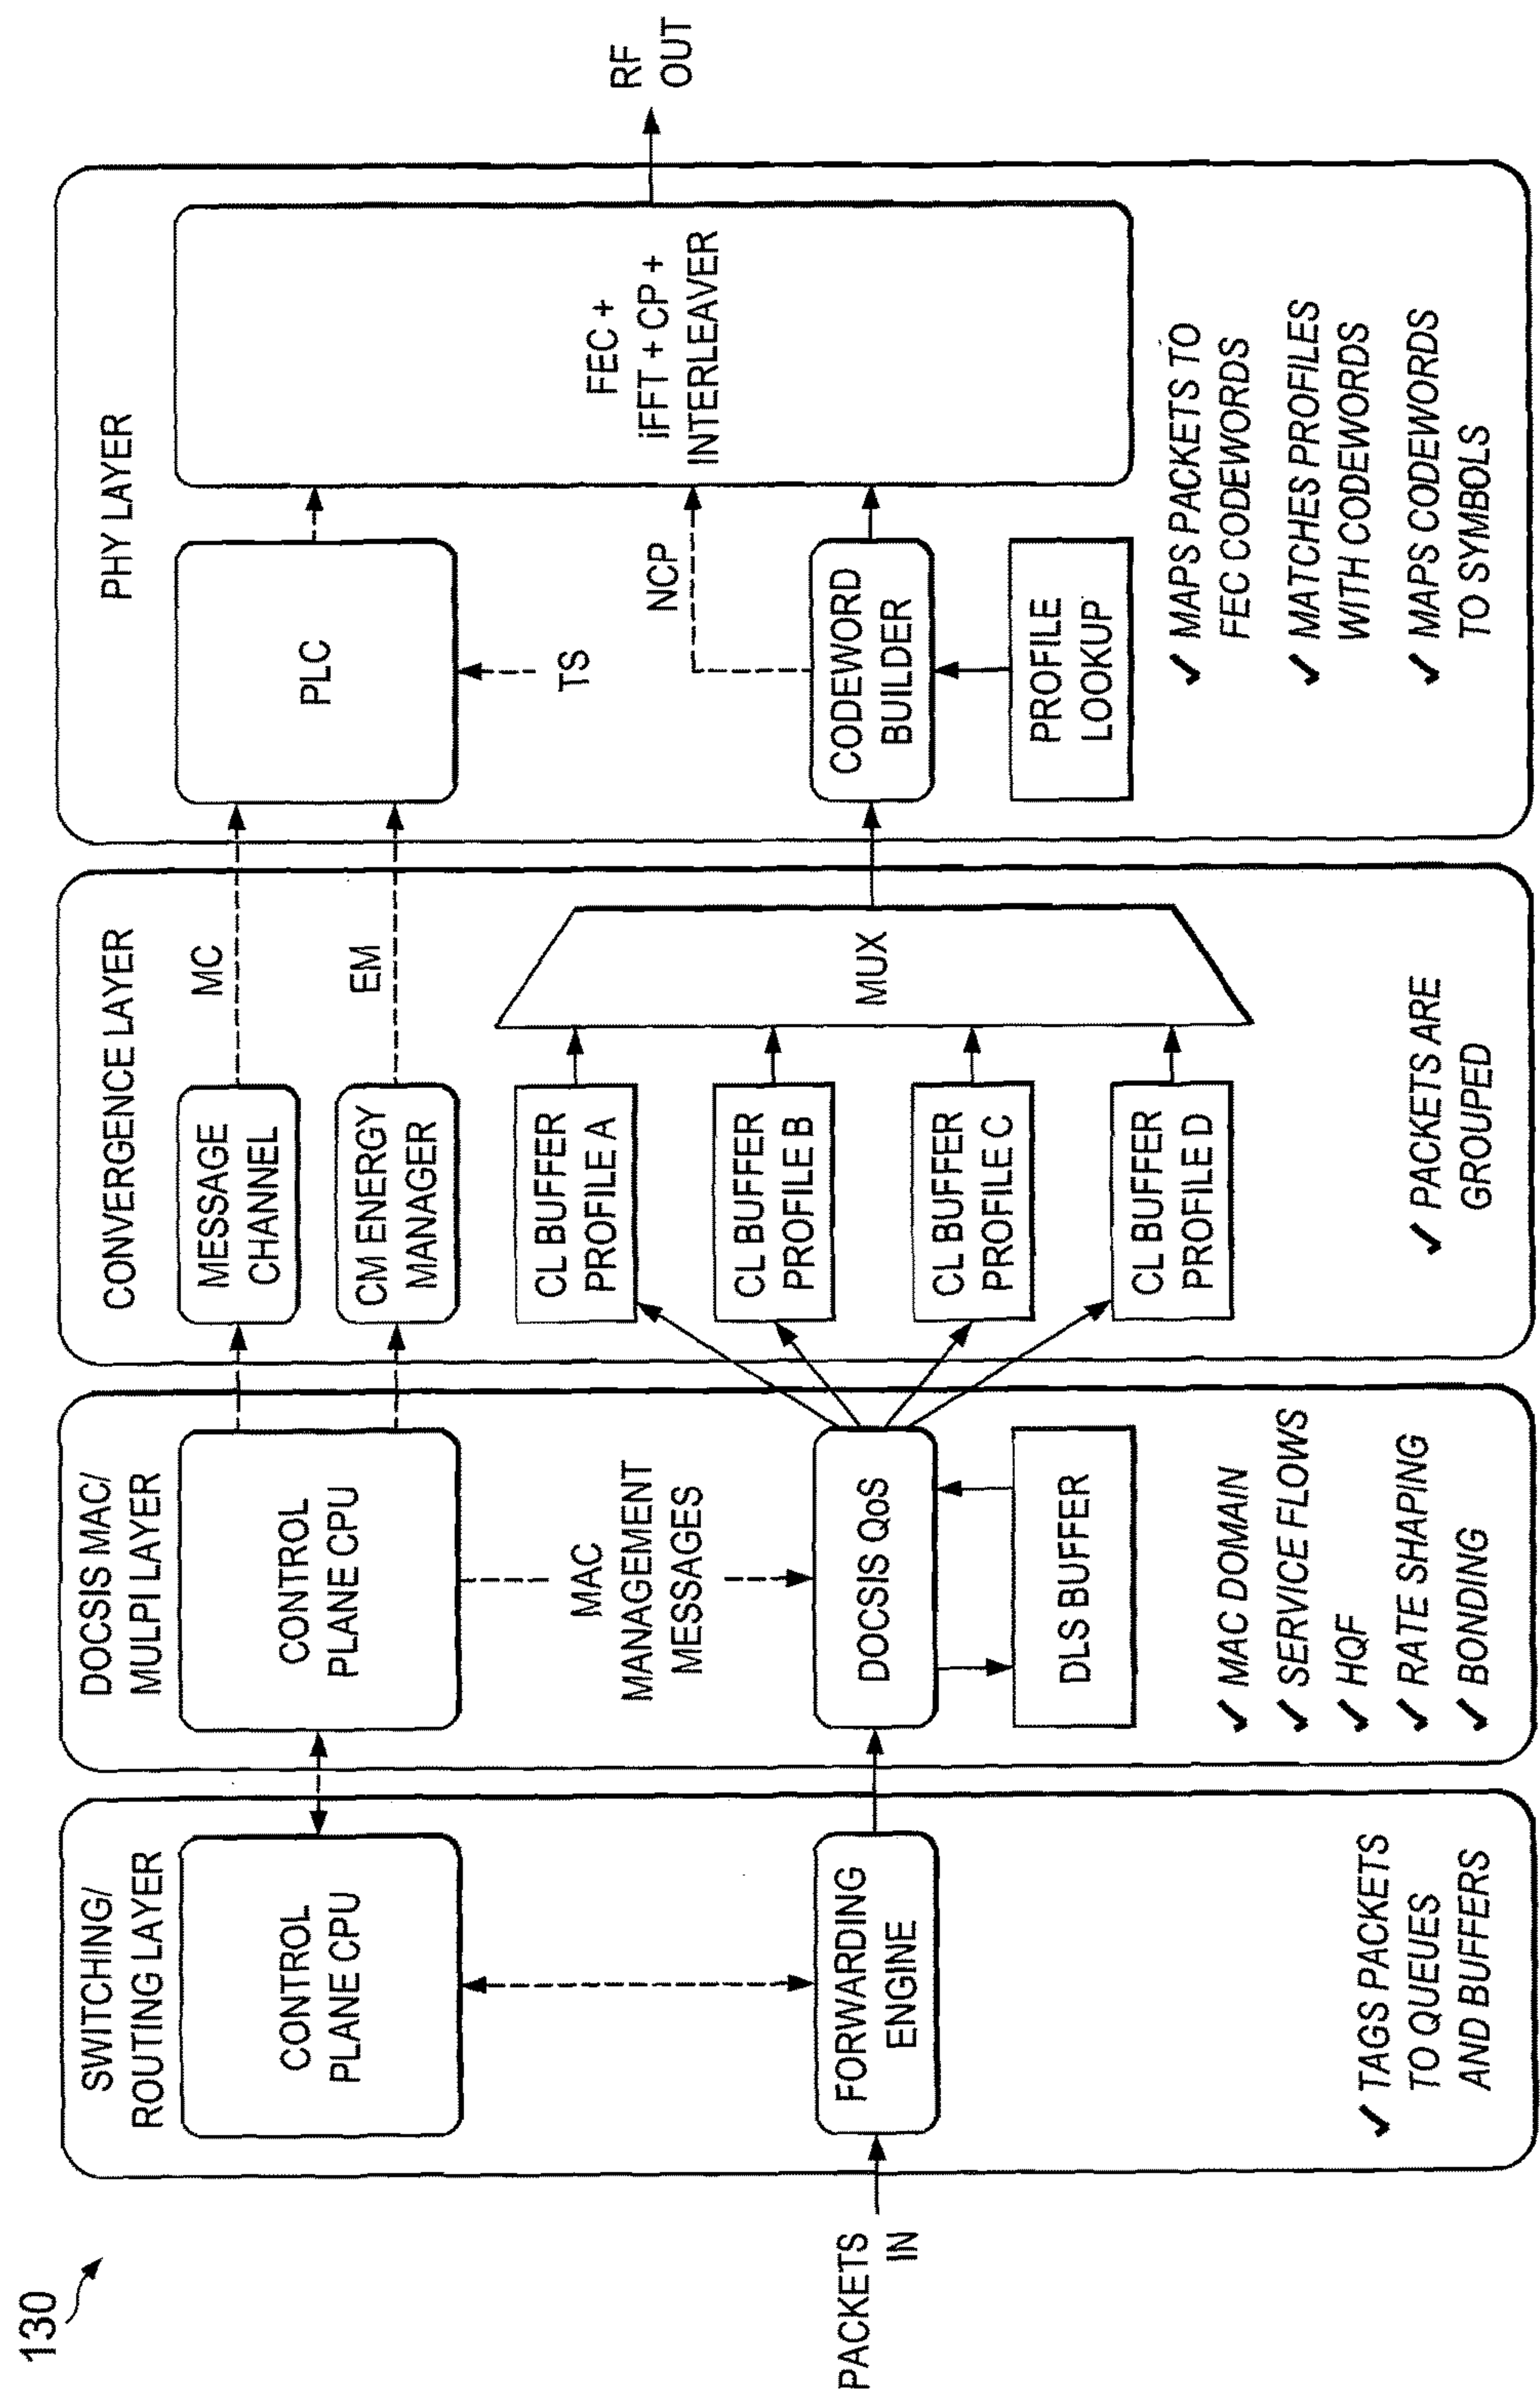 130
PACKETS
IN
SWITCHING/
ROUTING LAYER
CONTROL
PLANE CPU
FORWARDING
ENGINE
✓ TAGS PACKETS
TO QUEUES
AND BUFFERS
DOCSIS MAC/
MULPI LAYER
CONTROL
PLANE CPU
MAC
MANAGEMENT
MESSAGES
DOCSIS QoS
DLS BUFFER
✓ MAC DOMAIN
✓ SERVICE FLOWS
✓ HQF
✓ RATE SHAPING
✓ BONDING
CONVERGENCE LAYER
MESSAGE
CHANNEL
MC
CM ENERGY
MANAGER
EM
CL BUFFER
PROFILE A
CL BUFFER
PROFILE B
CL BUFFER
PROFILE C
CL BUFFER
PROFILE D
MUX
✓ PACKETS ARE
GROUPED
PHY LAYER
PLC
TS
NCP
CODEWORD
BUILDER
PROFILE
LOOKUP
FEC +
iFFT + CP +
INTERLEAVER
✓ MAPS PACKETS TO
FEC CODEWORDS
✓ MATCHES PROFILES
WITH CODEWORDS
✓ MAPS CODEWORDS
TO SYMBOLS
RF
OUT